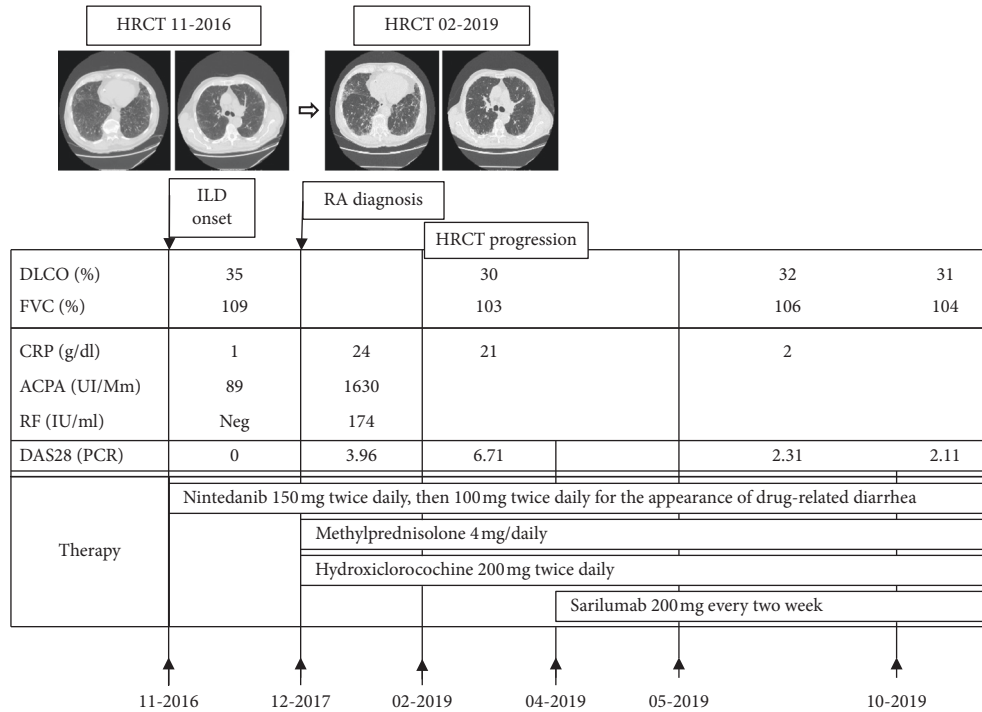 HRCT 11-2016
HRCT 02-2019
ILD
onset
RA diagnosis
HRCT progression
DLCO (%) 35 30 32 31
FVC (%) 109 103 106 104
CRP (g/dl) 1 24 21 2
ACPA (UI/Mm) 89 1630
RF (IU/ml) Neg 174
DAS28 (PCR) 0 3.96 6.71 2.31 2.11
Therapy
Nintedanib 150 mg twice daily, then 100 mg twice daily for the appearance of drug-related diarrhea
Methylprednisolone 4 mg/daily
Hydroxiclorocochine 200 mg twice daily
Sarilumab 200 mg every two week
11-2016 12-2017 02-2019 04-2019 05-2019 10-2019